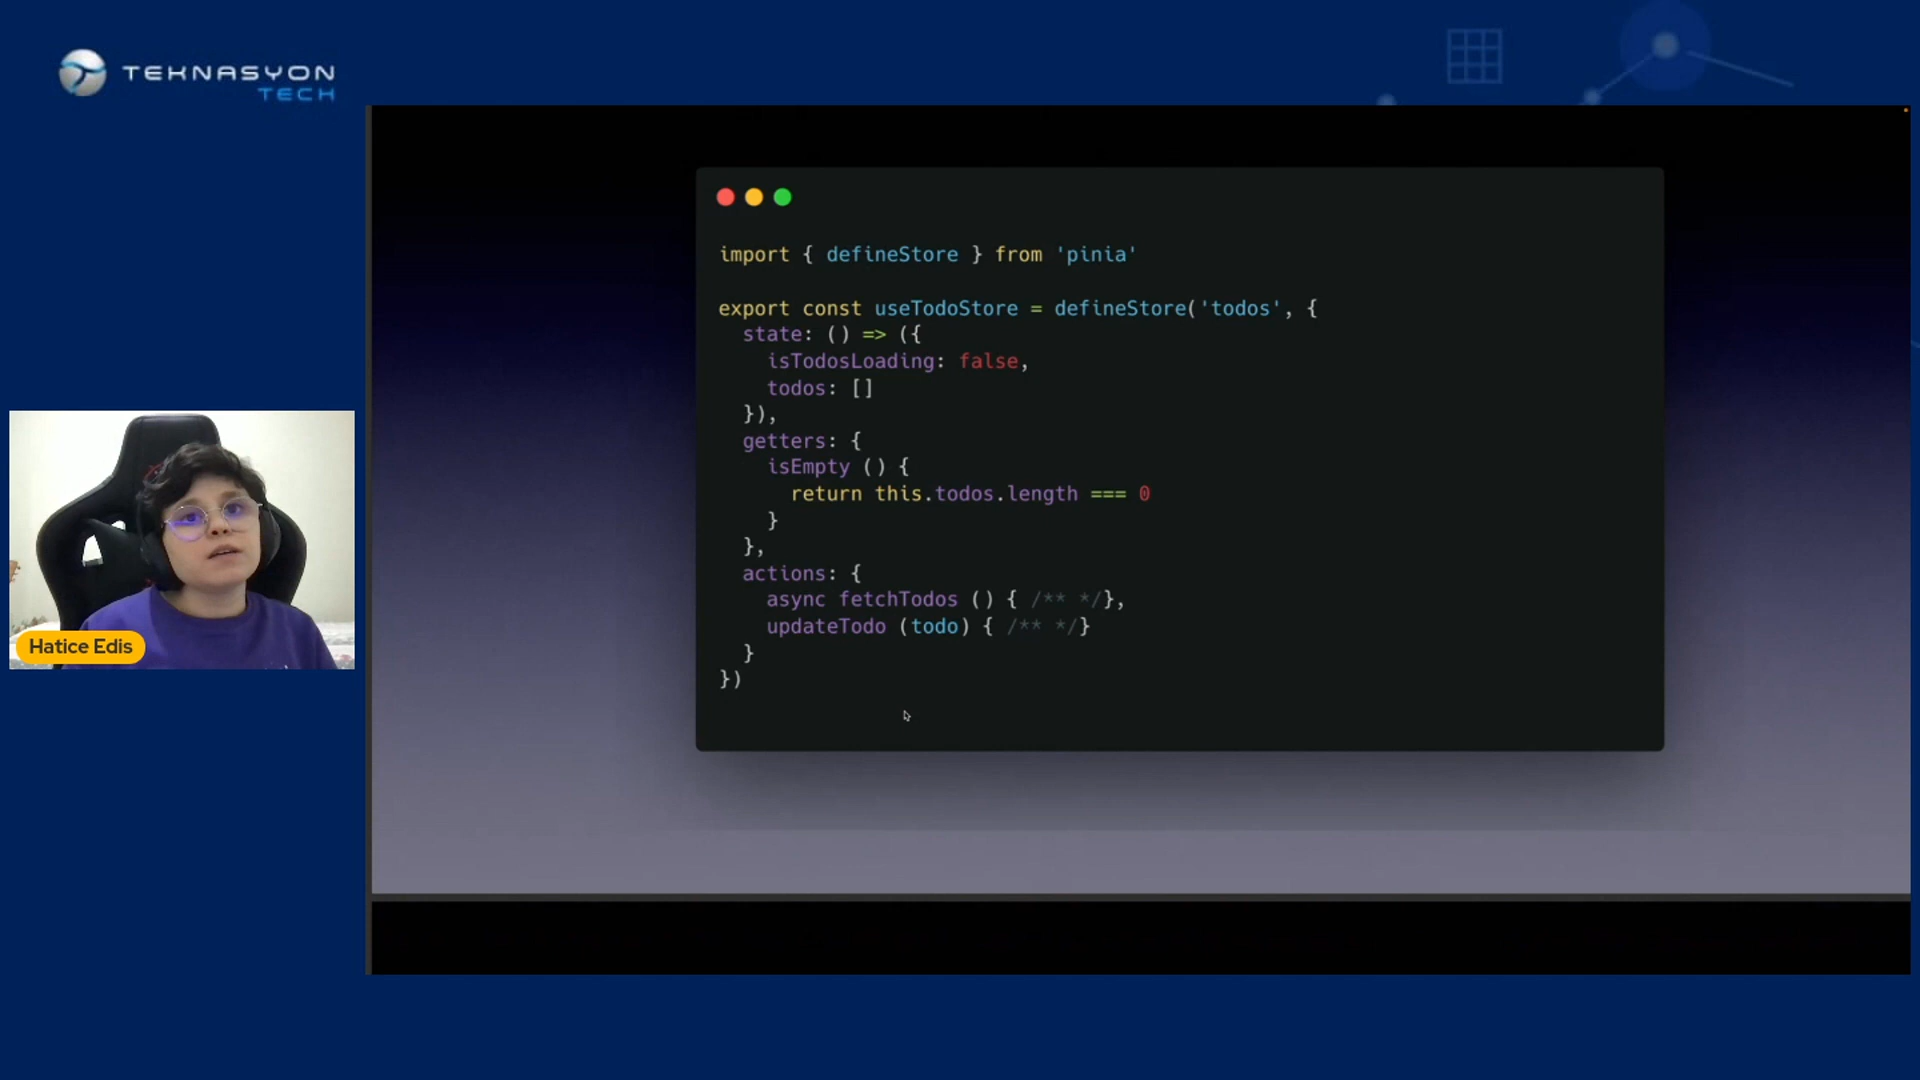 TEKNASYON
TECH
import { defineStore } from 'pinia'
export const useTodoStore = defineStore('todos', {
  state: () => ({
    isTodosLoading: false,
    todos: []
  }),
  getters: {
    isEmpty () {
      return this.todos.length === 0
    }
  },
  actions: {
    async fetchTodos () { /** */},
    updateTodo (todo) { /** */}
  }
})
Hatice Edis